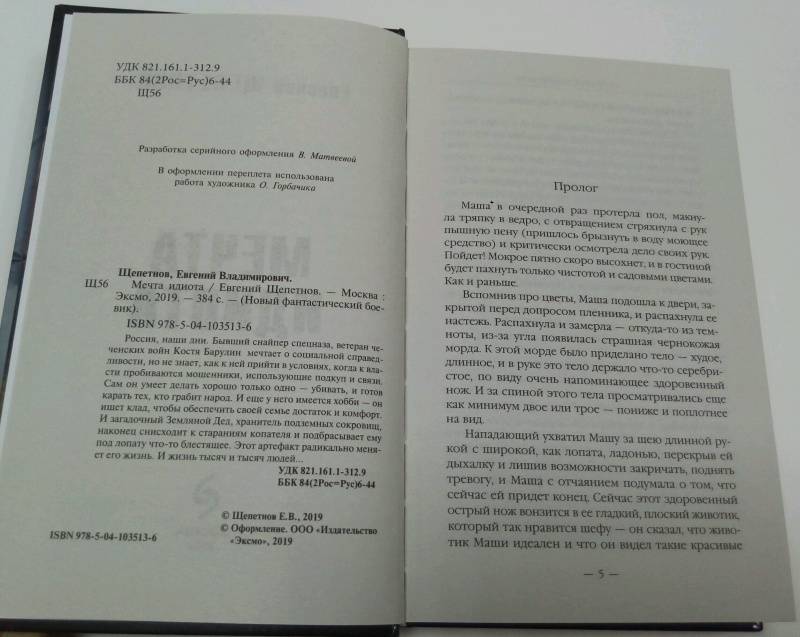 УДК 821.161.1-312.9
ББК 84(2Рос=Рус)6-44
Щ56
Разработка серийного оформления В. Матвеевой
В оформлении переплета использована
работа художника О. Горбачика
Щепетнов, Евгений Владимирович.
Щ56 Мечта идиота / Евгений Щепетнов. — Москва :
Эксмо, 2019. — 384 с. — (Новый фантастический бое-
вик).
ISBN 978-5-04-103513-6
Россия, наши дни. Бывший снайпер спецназа, ветеран че-
ченских войн Костя Барулин мечтает о социальной справед-
ливости, но не знает, как к ней прийти в условиях, когда к вла-
сти пробиваются мошенники, использующие подкуп и связи.
Сам он умеет делать хорошо только одно — убивать, и готов
карать тех, кто грабит народ. И еще у него имеется хобби — он
ищет клад, чтобы обеспечить своей семье достаток и комфорт.
И загадочный Земляной Дед, хранитель подземных сокровищ,
наконец снисходит к стараниям копателя и подбрасывает ему
под лопату что-то блестящее. Этот артефакт радикально меня-
ет его жизнь. И жизнь тысяч и тысяч людей...
УДК 821.161.1-312.9
ББК 84(2Рос=Рус)6-44
© Щепетнов Е.В., 2019
© Оформление. ООО «Издательство
«Эксмо», 2019
ISBN 978-5-04-103513-6
Пролог
Маша в очередной раз протерла пол, макну-
ла тряпку в ведро, с отвращением стряхнула с рук
пышную пену (пришлось брызнуть в воду моющее
средство) и критически осмотрела дело своих рук.
Пойдет! Мокрое пятно скоро высохнет, и в гостиной
будет пахнуть только чистотой и садовыми цветами.
Как и раньше.
Вспомнив про цветы, Маша подошла к двери, за-
крытой перед допросом пленника, и распахнула ее
настежь. Распахнула и замерла — откуда-то из тем-
ноты, из-за угла появилась страшная чернокожая
морда. К этой морде было приделано тело — худое,
длинное, и в руке это тело держало что-то серебри-
стое, по виду очень напоминающее здоровенный
нож. И за спиной этого тела просматривались еще
как минимум двое или трое — пониже и поплотнее
на вид.
Нападающий ухватил Машу за шею длинной ру-
кой с широкой, как лопата, ладонью, перекрыв ей
дыхалку и лишив возможности закричать, поднять
тревогу, и Маша с отчаянием подумала о том, что
сейчас ей придет конец. Сейчас этот здоровенный
острый нож вонзится в ее гладкий, плоский животик,
который так нравится шефу — он сказал, что живо-
тик Маши идеален и что он видел такие красивые
— 5 —